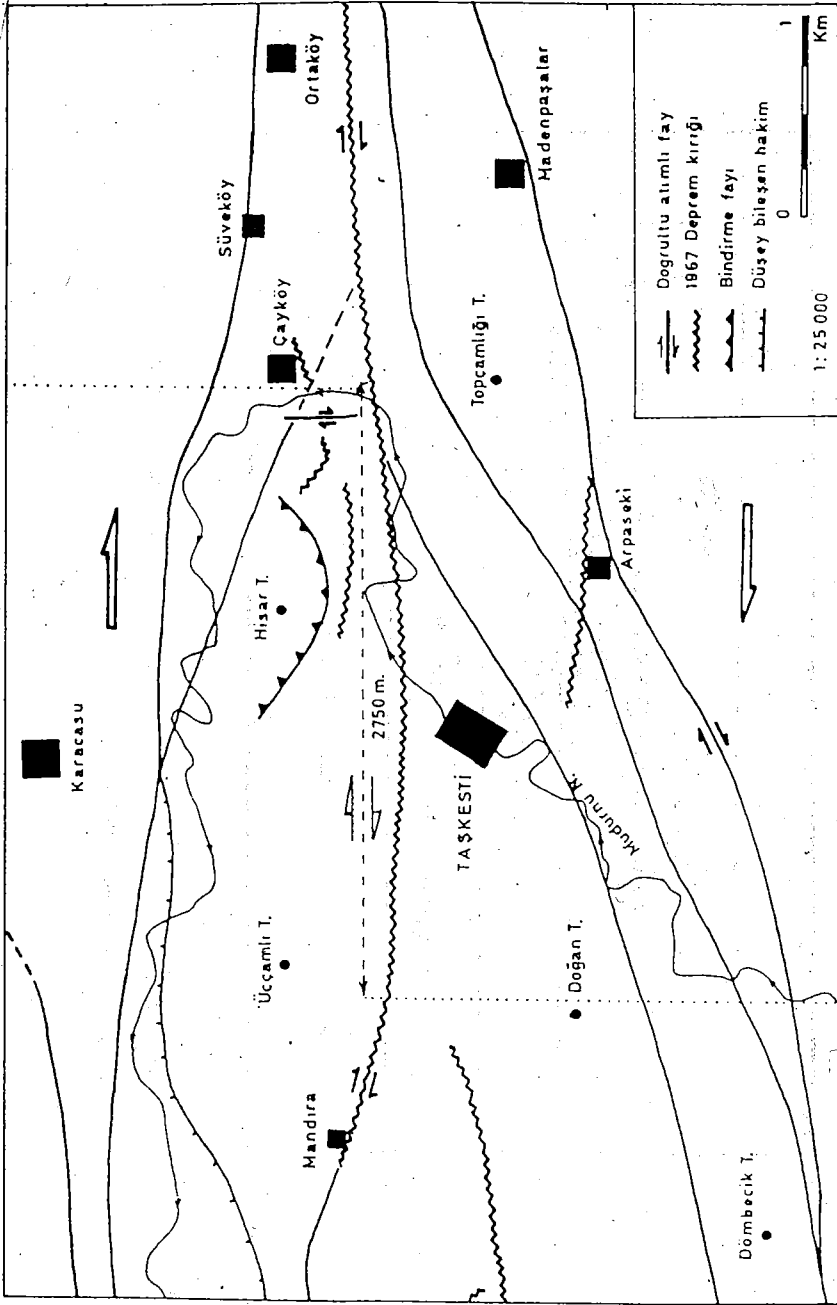 Karacasu
Süveköy
Ortaköy
Çayköy
Hisar T.
Üççamlı T.
Mandıra
2750 m.
TAŞKESTİ
Mudurnu N.
Topçamlığı T.
Madenpaşalar
Arpaseki
Doğan T.
Dömbecik T.
Doğrultu atımlı fay
1967 Deprem kırığı
Bindirme fayı
Düşey bileşen hakim
1:25 000
0 1
Km